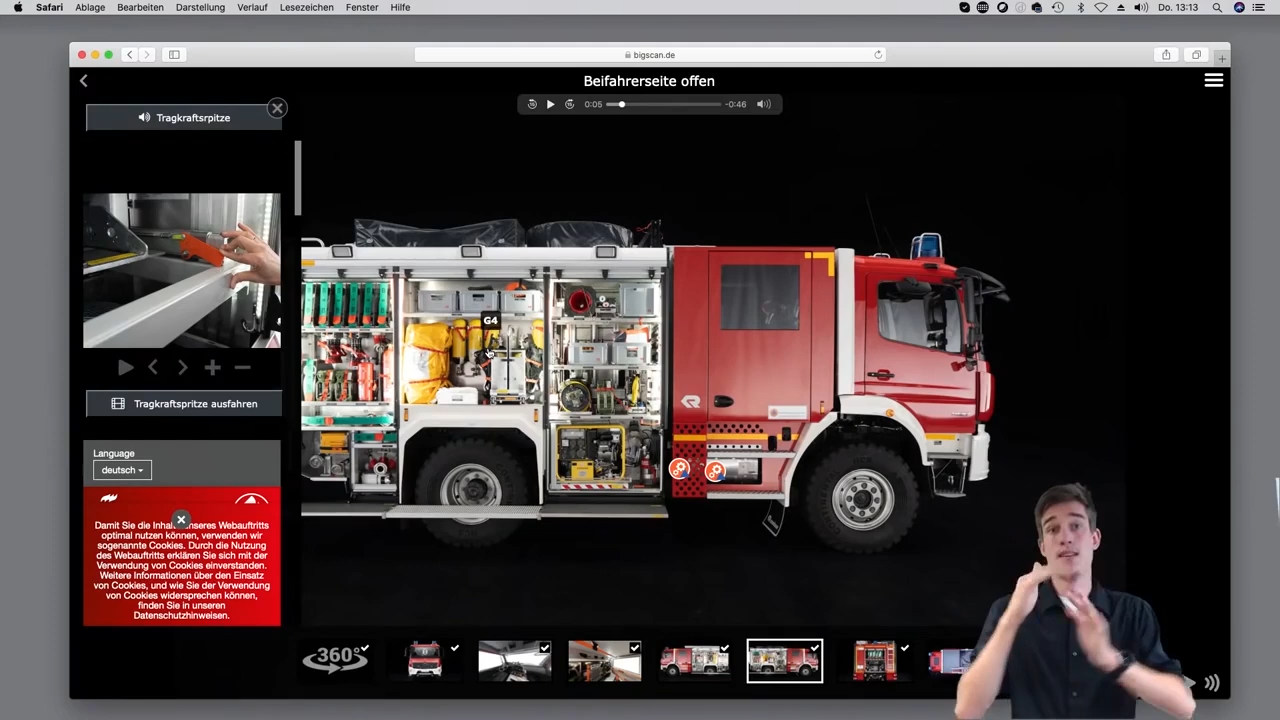 Safari Ablage Bearbeiten Darstellung Verlauf Lesezeichen Fenster Hilfe Do. 13:13
bigscan.de
Beifahrerseite offen
0:05 -0:46
Tragkraftsrpitze
G4
Tragkraftspritze ausfahren
Language
deutsch
Damit Sie die Inhal unseres Webauftritts
optimal nutzen können, verwenden wir
sogenannte Cookies. Durch die Nutzung
des Webauftritts erklären Sie sich mit der
Verwendung von Cookies einverstanden.
Weitere Informationen über den Einsatz
von Cookies, und wie Sie der Verwendung
von Cookies widersprechen können,
finden Sie in unseren
Datenschutzhinweisen.
360°